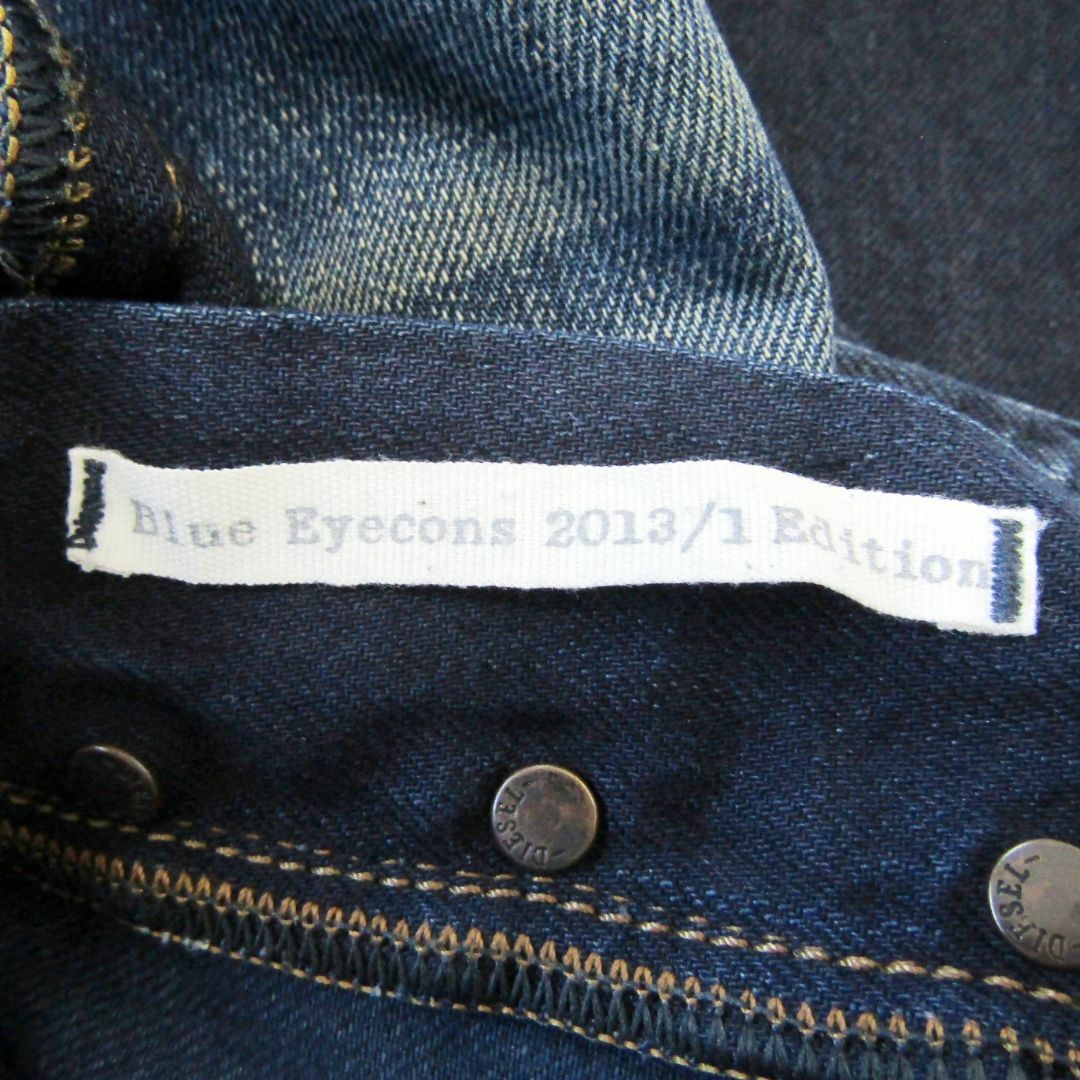 Blue Eyecons 2013/1 Edition
-DIESEL-
-DIESEL-